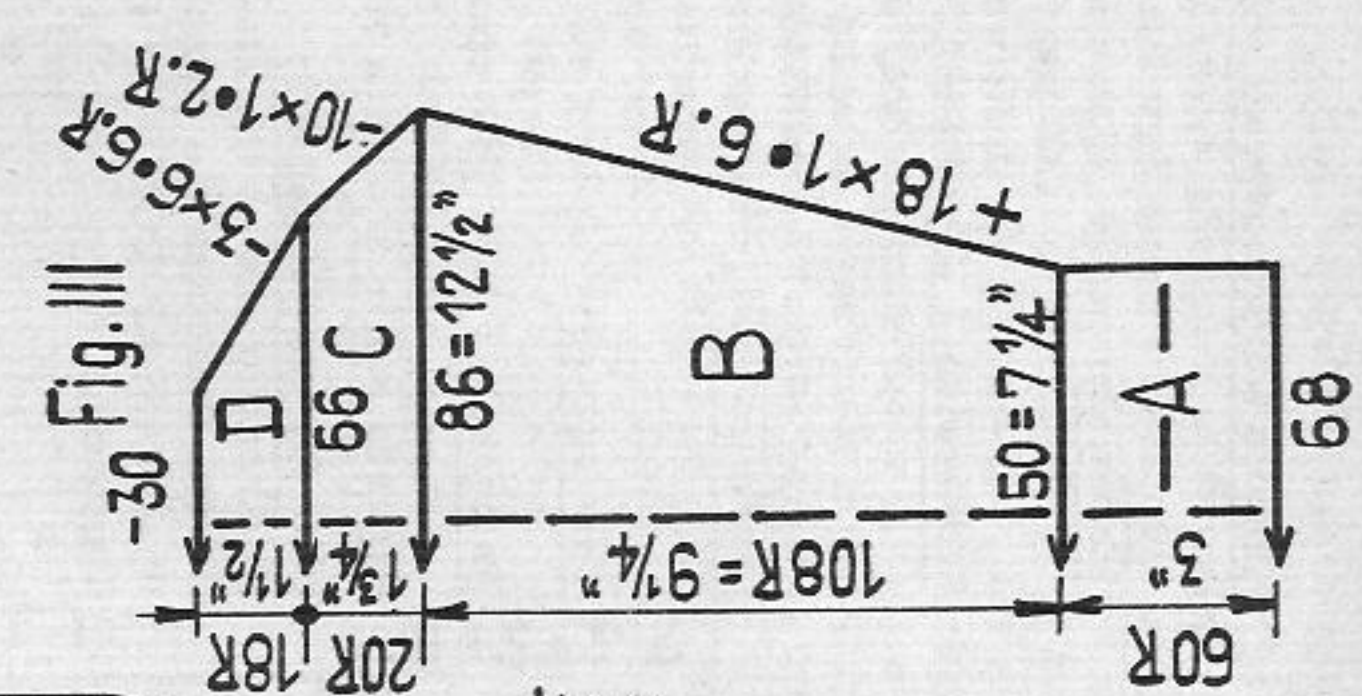 Fig. III
-30
-3×6•6.R
-10×1•2.R
+18×1•6.R
D
66 C
86=12½"
B
50=7¼"
—A—
68
1½"
1¾"
108R=9¼"
3"
18R
20R
60R